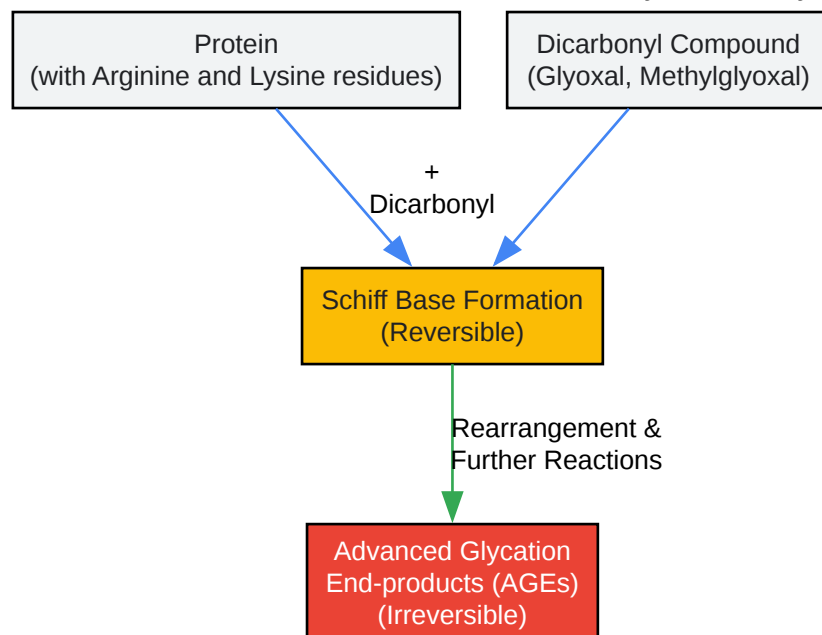 Protein
(with Arginine and Lysine residues)
Dicarbonyl Compound
(Glyoxal, Methylglyoxal)
+
Dicarbonyl
Schiff Base Formation
(Reversible)
Rearrangement &
Further Reactions
Advanced Glycation
End-products (AGEs)
(Irreversible)